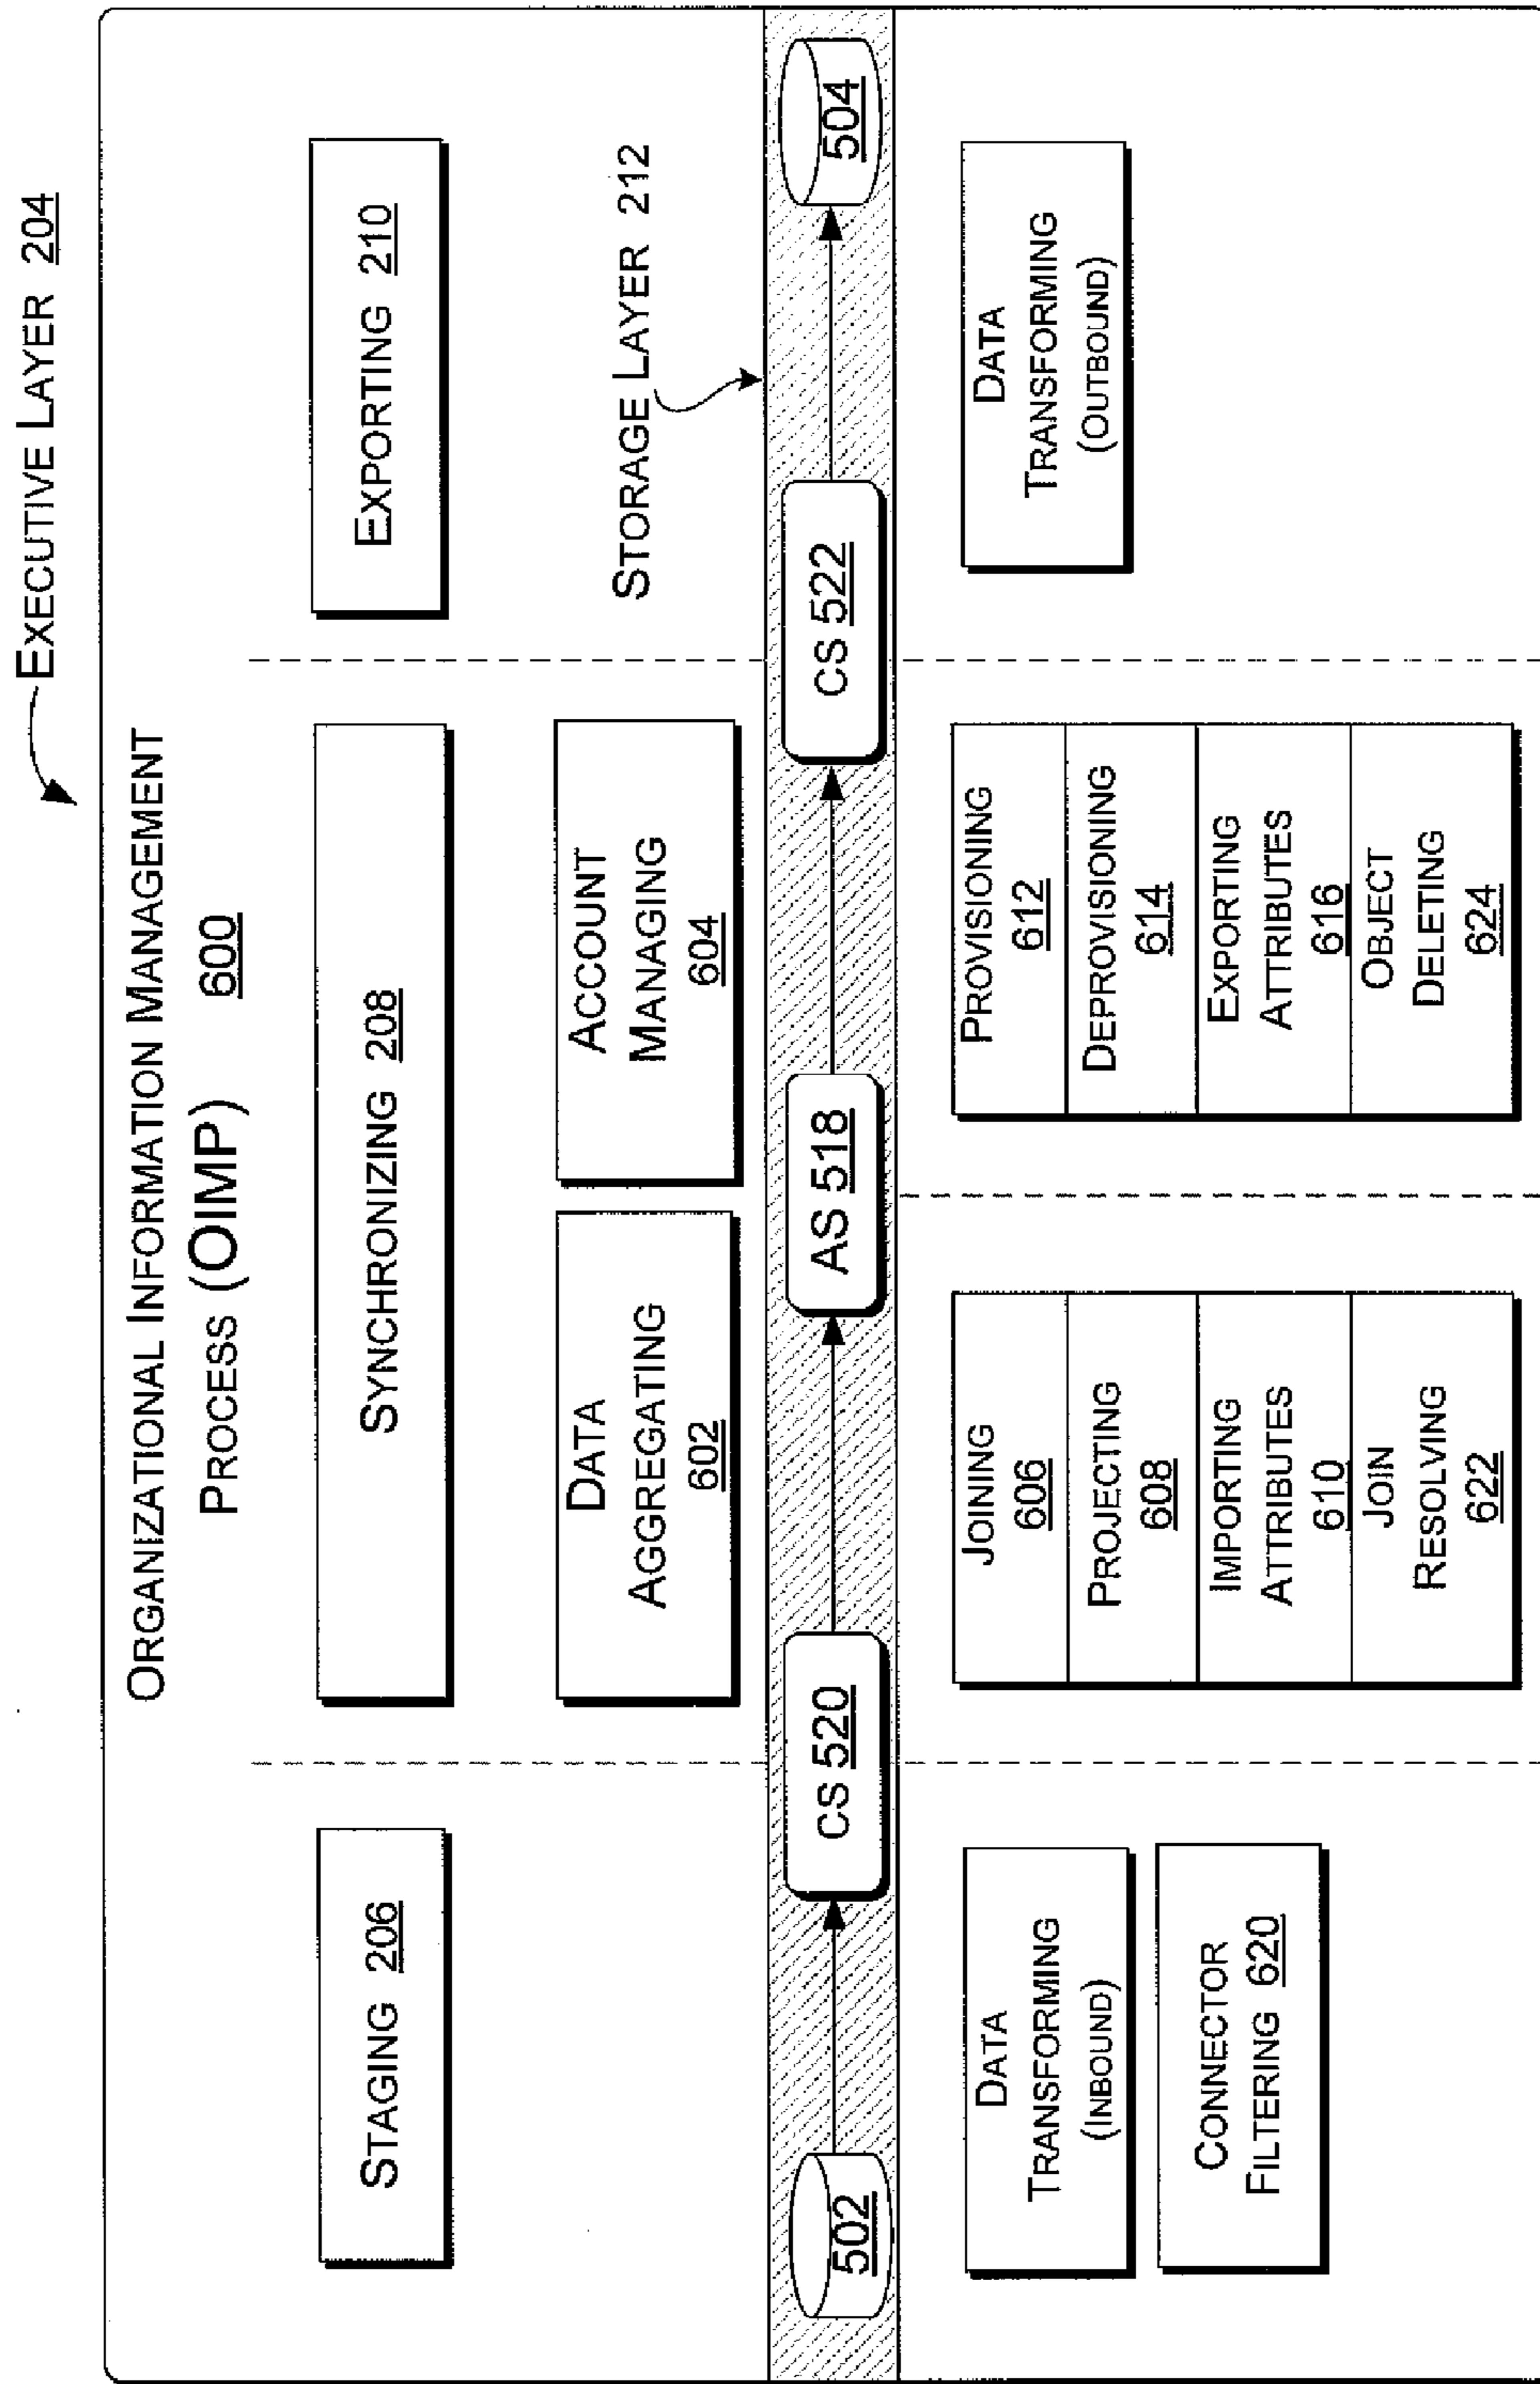 EXECUTIVE LAYER 204
ORGANIZATIONAL INFORMATION MANAGEMENT
PROCESS (OIMP) 600
STAGING 206
SYNCHRONIZING 208
EXPORTING 210
DATA
AGGREGATING
602
ACCOUNT
MANAGING
604
STORAGE LAYER 212
502
CS 520
AS 518
CS 522
504
DATA
TRANSFORMING
(INBOUND)
CONNECTOR
FILTERING 620
JOINING
606
PROJECTING
608
IMPORTING
ATTRIBUTES
610
JOIN
RESOLVING
622
PROVISIONING
612
DEPROVISIONING
614
EXPORTING
ATTRIBUTES
616
OBJECT
DELETING
624
DATA
TRANSFORMING
(OUTBOUND)